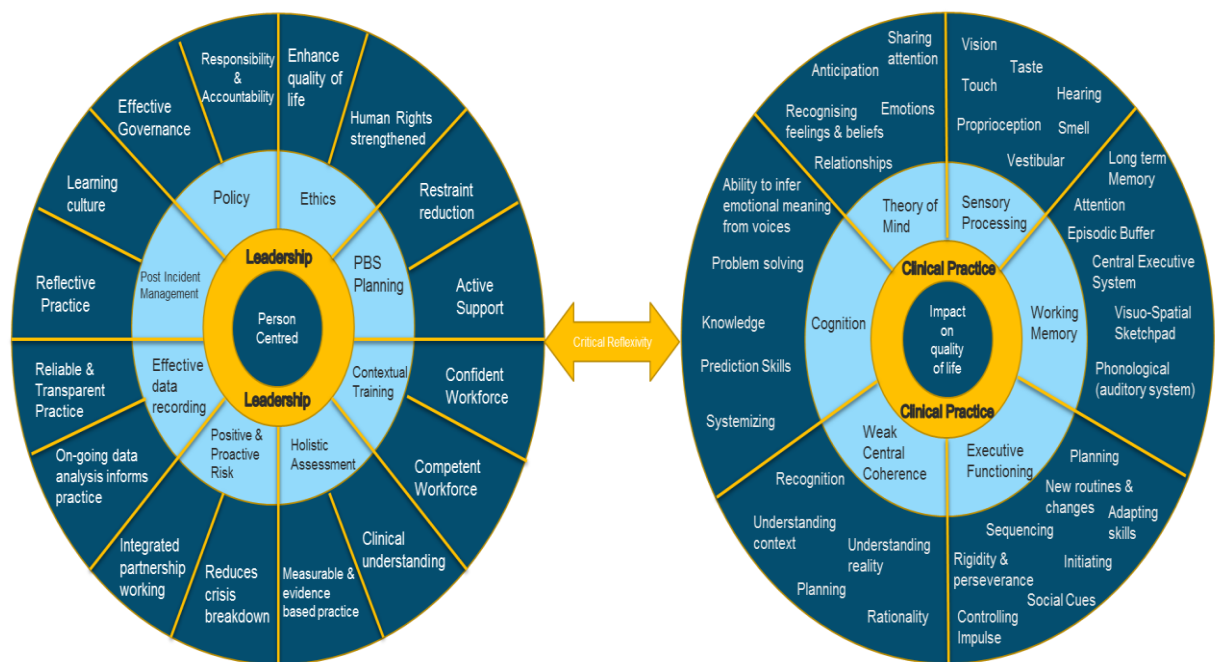 Responsibility
&
Accountability
Enhance
quality of
life
Effective
Governance
Human Rights
strengthened
Learning
culture
Restraint
reduction
Reflective
Practice
Active
Support
Reliable &
Transparent
Practice
Confident
Workforce
On-going data
analysis informs
practice
Competent
Workforce
Integrated
partnership
working
Reduces
crisis
breakdown
Measurable &
evidence
based practice
Clinical
understanding
Policy
Ethics
Post Incident
Management
PBS
Planning
Effective
data
recording
Contextual
Training
Positive &
Proactive
Risk
Holistic
Assessment
Leadership
Person
Centred
Leadership
Critical Reflexivity
Sharing
attention
Anticipation
Recognising
feelings & beliefs
Emotions
Relationships
Vision
Taste
Touch
Hearing
Proprioception
Smell
Vestibular
Ability to infer
emotional meaning
from voices
Problem solving
Knowledge
Prediction Skills
Systemizing
Long term
Memory
Attention
Episodic Buffer
Central Executive
System
Visuo-Spatial
Sketchpad
Phonological
(auditory system)
Theory of
Mind
Sensory
Processing
Cognition
Working
Memory
Weak
Central
Coherence
Executive
Functioning
Clinical Practice
Impact
on
quality
of life
Clinical Practice
Recognition
Understanding
context
Understanding
reality
Planning
Rationality
Planning
New routines &
changes
Adapting
skills
Sequencing
Initiating
Rigidity &
perseverance
Social Cues
Controlling
Impulse